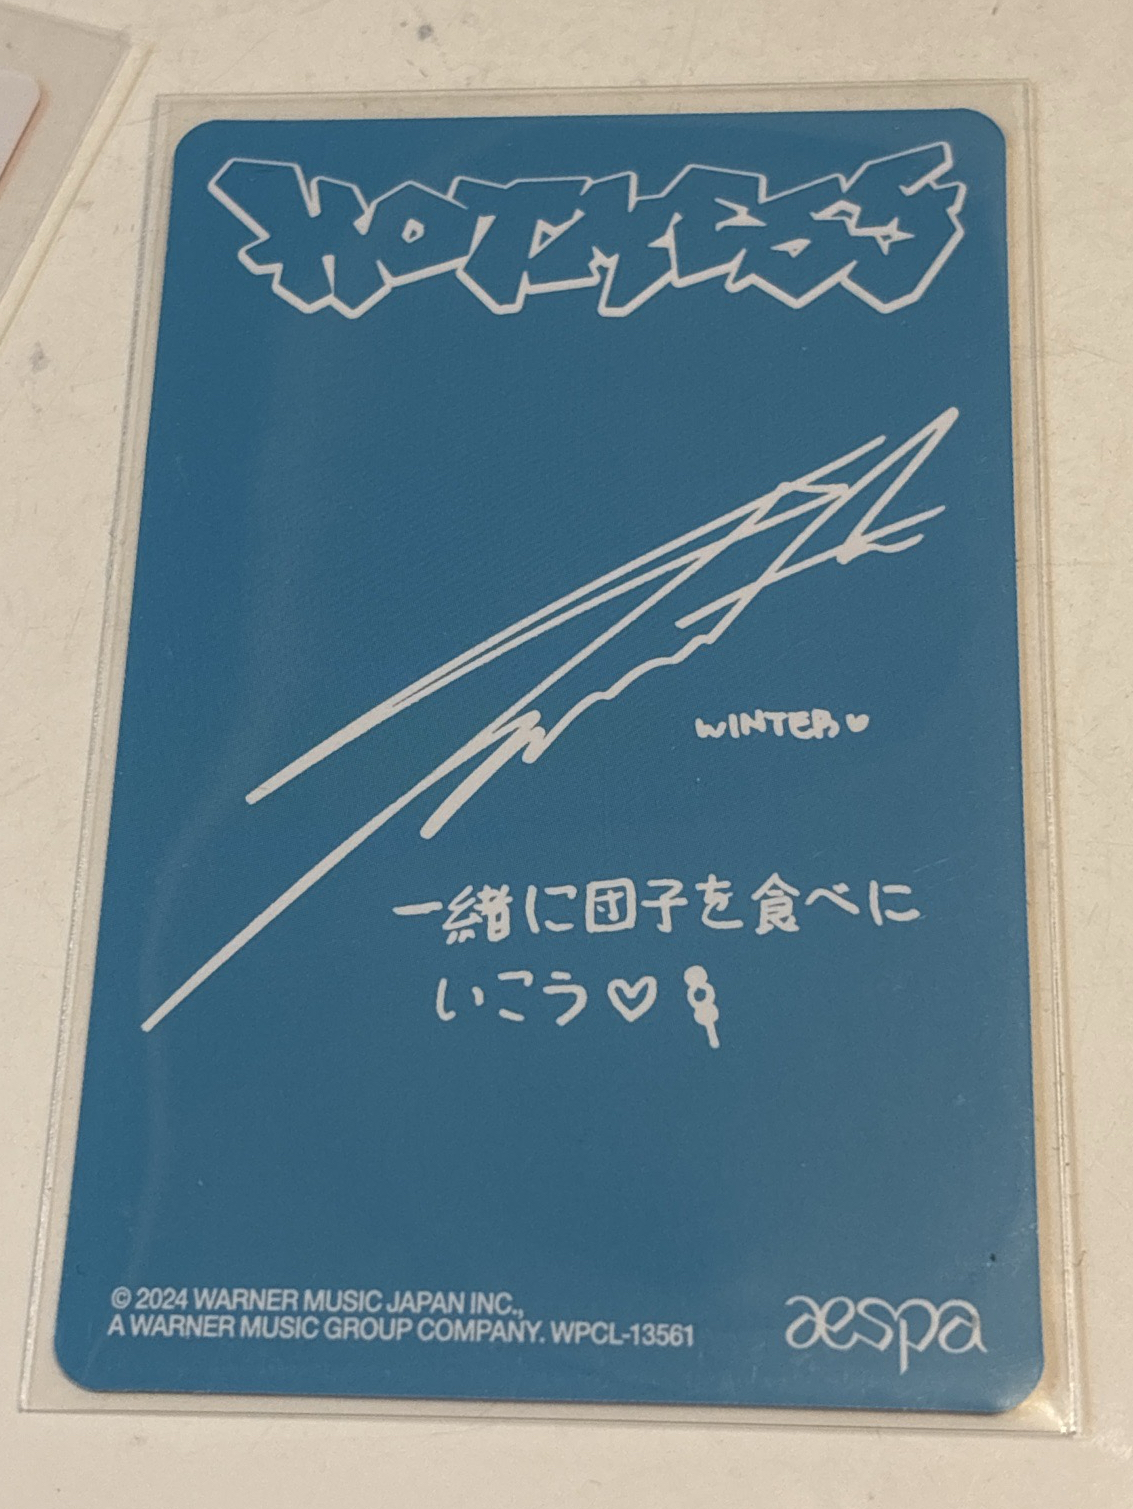 HOT MESS
WINTER♥
一緒に団子を食べに
いこう♡
© 2024 WARNER MUSIC JAPAN INC.,
A WARNER MUSIC GROUP COMPANY. WPCL-13561
aespa